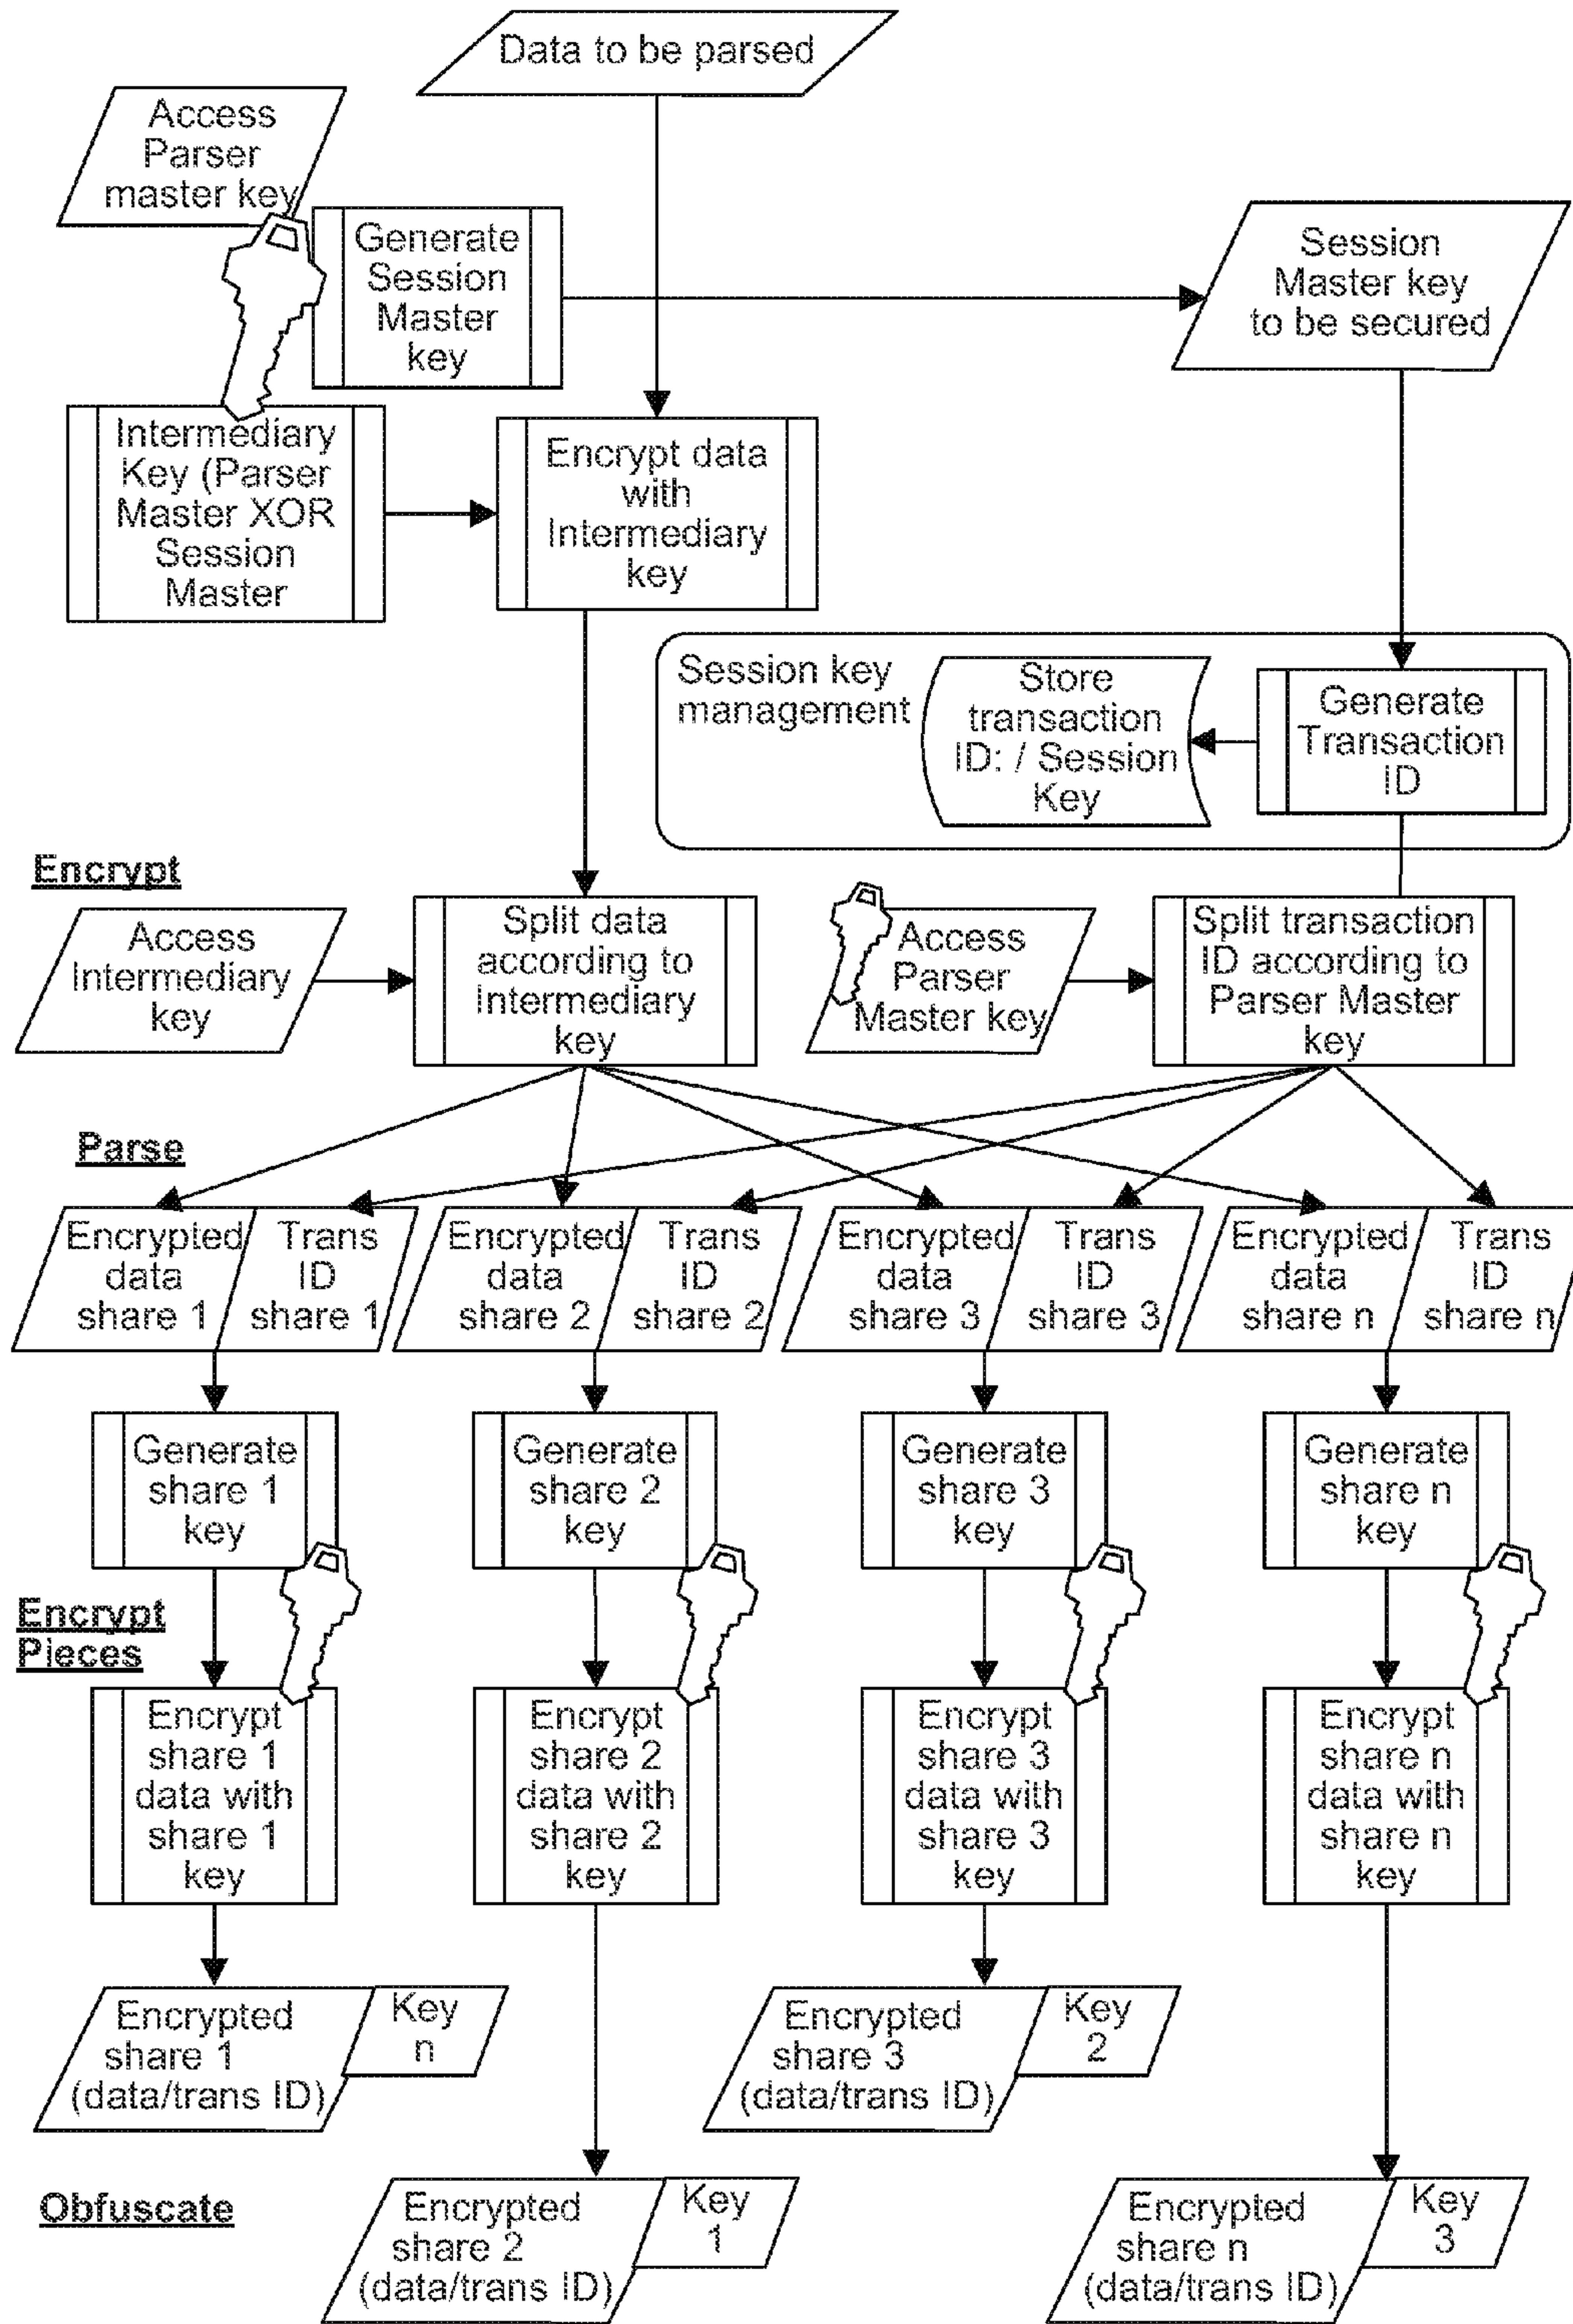 Data to be parsed
Access
Parser
master key
Generate
Session
Master
key
Session
Master key
to be secured
Intermediary
Key (Parser
Master XOR
Session
Master
Encrypt data
with
Intermediary
key
Session key
management
Store
transaction
ID: / Session
Key
Generate
Transaction
ID
Encrypt
Access
Intermediary
key
Split data
according to
Intermediary
key
Access
Parser
Master key
Split transaction
ID according to
Parser Master
key
Parse
Encrypted
data
share 1
Trans
ID
share 1
Encrypted
data
share 2
Trans
ID
share 2
Encrypted
data
share 3
Trans
ID
share 3
Encrypted
data
share n
Trans
ID
share n
Generate
share 1
key
Generate
share 2
key
Generate
share 3
key
Generate
share n
key
Encrypt
Pieces
Encrypt
share 1
data with
share 1
key
Encrypt
share 2
data with
share 2
key
Encrypt
share 3
data with
share 3
key
Encrypt
share n
data with
share n
key
Encrypted
share 1
(data/trans ID)
Key
n
Encrypted
share 3
(data/trans ID)
Key
2
Obfuscate
Encrypted
share 2
(data/trans ID)
Key
1
Encrypted
share n
(data/trans ID)
Key
3